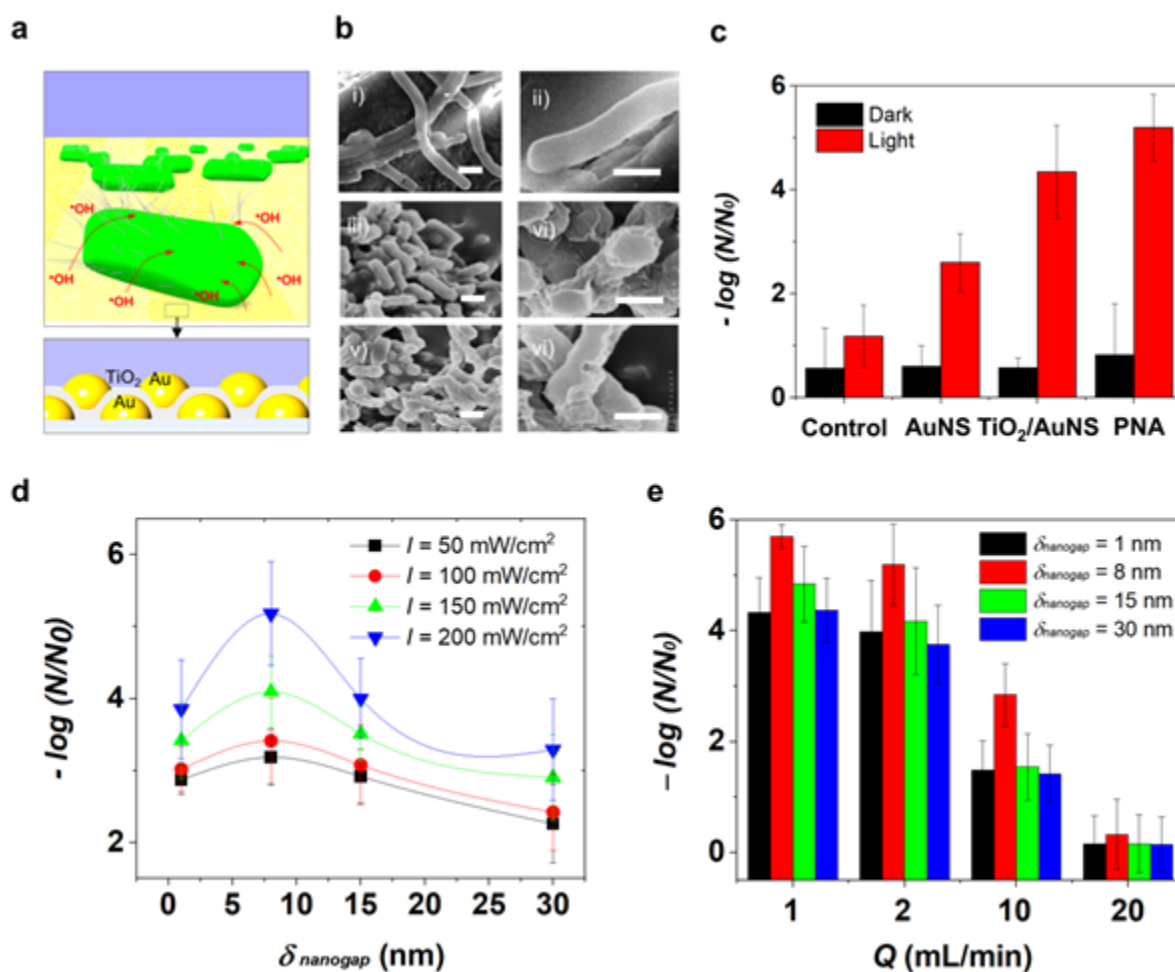 a
*OH
*OH
*OH
*OH
*OH
*OH
TiO₂ Au
Au
b
i)
ii)
iii)
vi)
v)
vi)
c
- log (N/N₀)
6
4
2
0
Dark
Light
Control AuNS TiO₂/AuNS PNA
d
- log (N/N0)
6
4
2
I = 50 mW/cm²
I = 100 mW/cm²
I = 150 mW/cm²
I = 200 mW/cm²
0 5 10 15 20 25 30
δ nanogap (nm)
e
– log (N/N₀)
6
4
2
0
δnanogap = 1 nm
δnanogap = 8 nm
δnanogap = 15 nm
δnanogap = 30 nm
1 2 10 20
Q (mL/min)